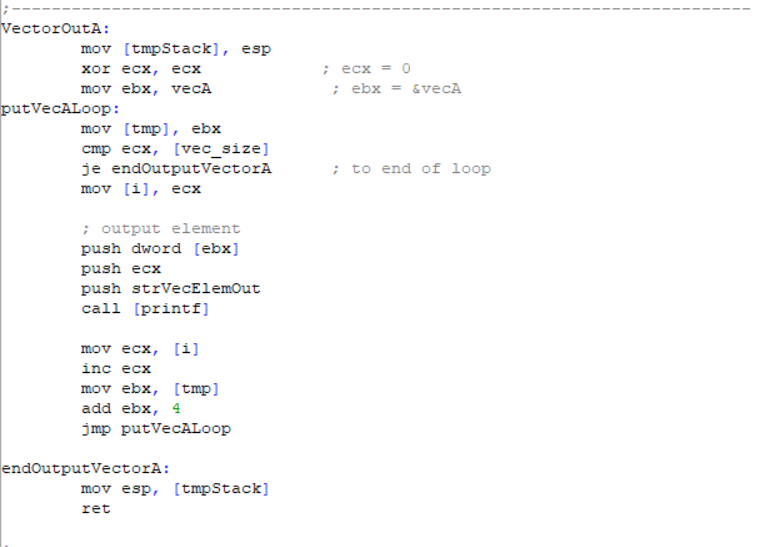 ;-------------------------------------------------------
VectorOutA:
mov [tmpStack], esp
xor ecx, ecx ; ecx = 0
mov ebx, vecA ; ebx = &vecA
putVecALoop:
mov [tmp], ebx
cmp ecx, [vec_size]
je endOutputVectorA ; to end of loop
mov [i], ecx
; output element
push dword [ebx]
push ecx
push strVecElemOut
call [printf]
mov ecx, [i]
inc ecx
mov ebx, [tmp]
add ebx, 4
jmp putVecALoop
endOutputVectorA:
mov esp, [tmpStack]
ret